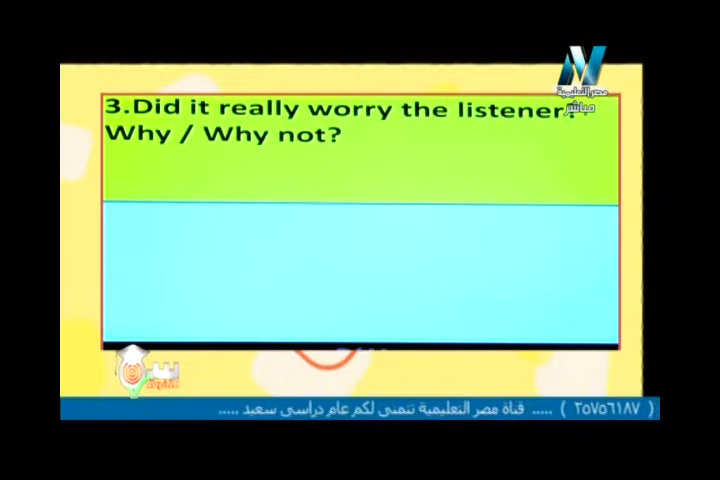 مصر التعليمية
مباشر
3.Did it really worry the listener?
Why / Why not?
( ٢٥٧٥٦١٨٧ ) ..... قناة مصر التعليمية تتمنى لكم عام دراسى سعيد .....